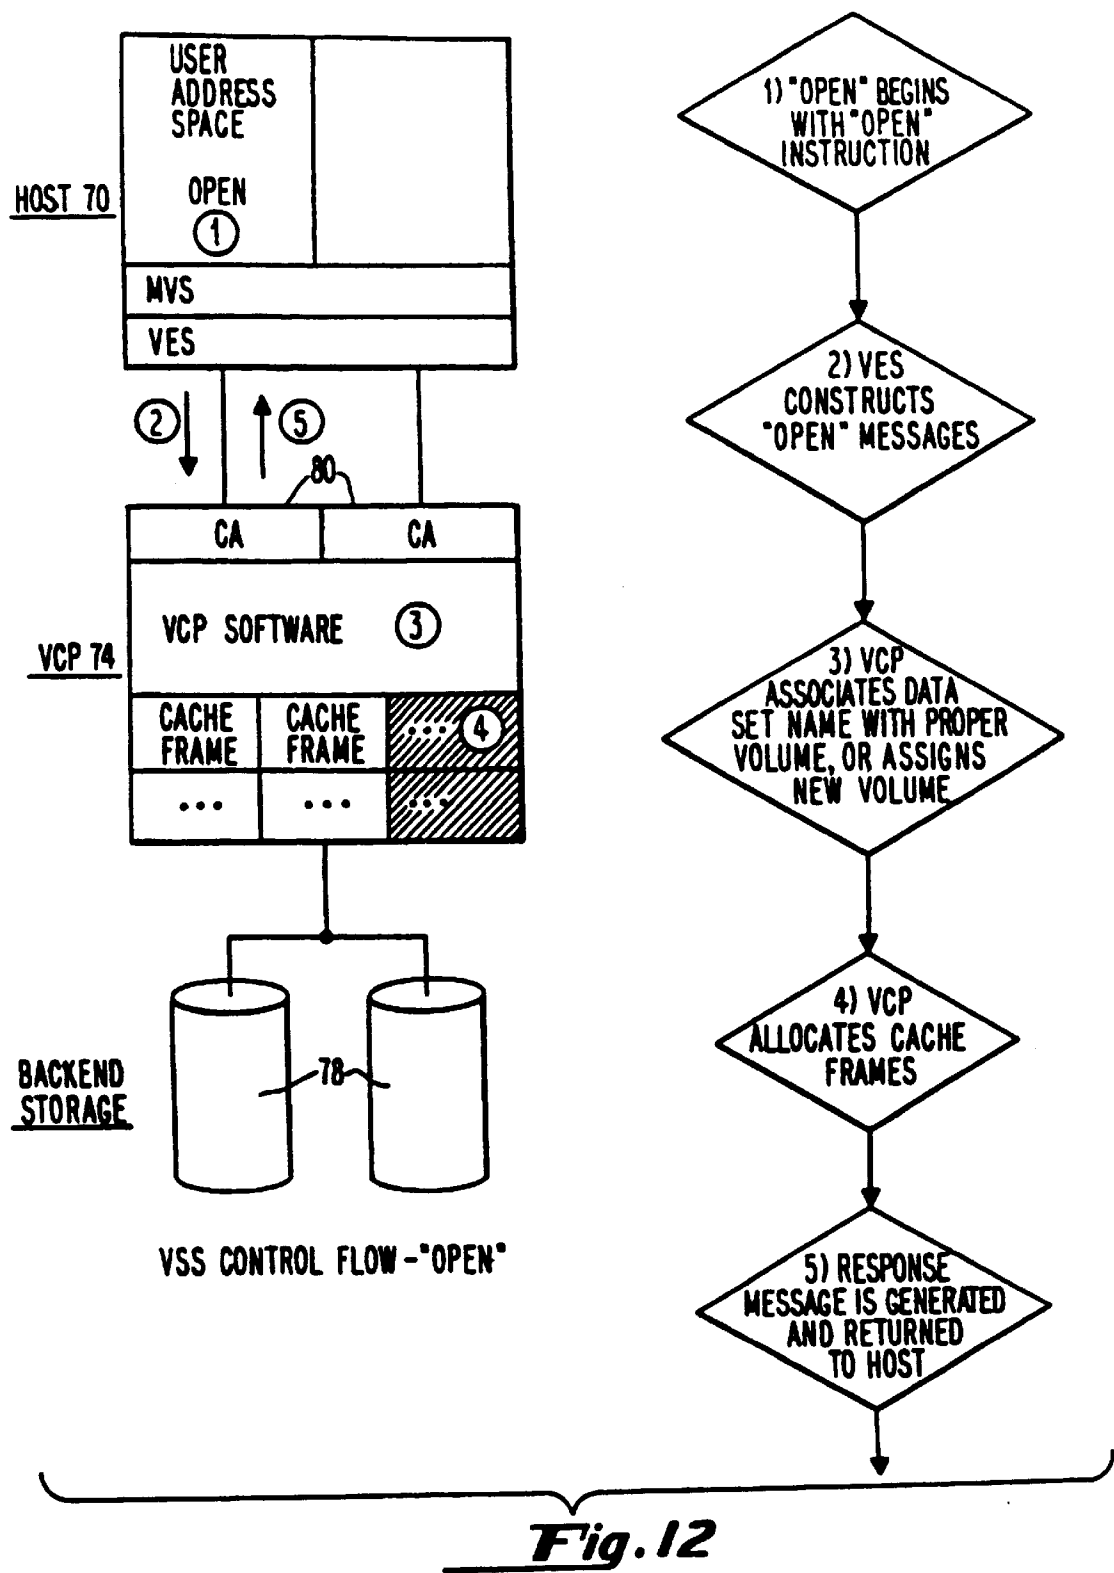 USER
ADDRESS
SPACE
OPEN
1
HOST 70
MVS
VES
2
5
80
CA
CA
VCP SOFTWARE
3
VCP 74
CACHE
FRAME
CACHE
FRAME
...
4
...
...
...
78
BACKEND
STORAGE
VSS CONTROL FLOW-"OPEN"
1) "OPEN" BEGINS
WITH "OPEN"
INSTRUCTION
2) VES
CONSTRUCTS
"OPEN" MESSAGES
3) VCP
ASSOCIATES DATA
SET NAME WITH PROPER
VOLUME, OR ASSIGNS
NEW VOLUME
4) VCP
ALLOCATES CACHE
FRAMES
5) RESPONSE
MESSAGE IS GENERATED
AND RETURNED
TO HOST
Fig. 12